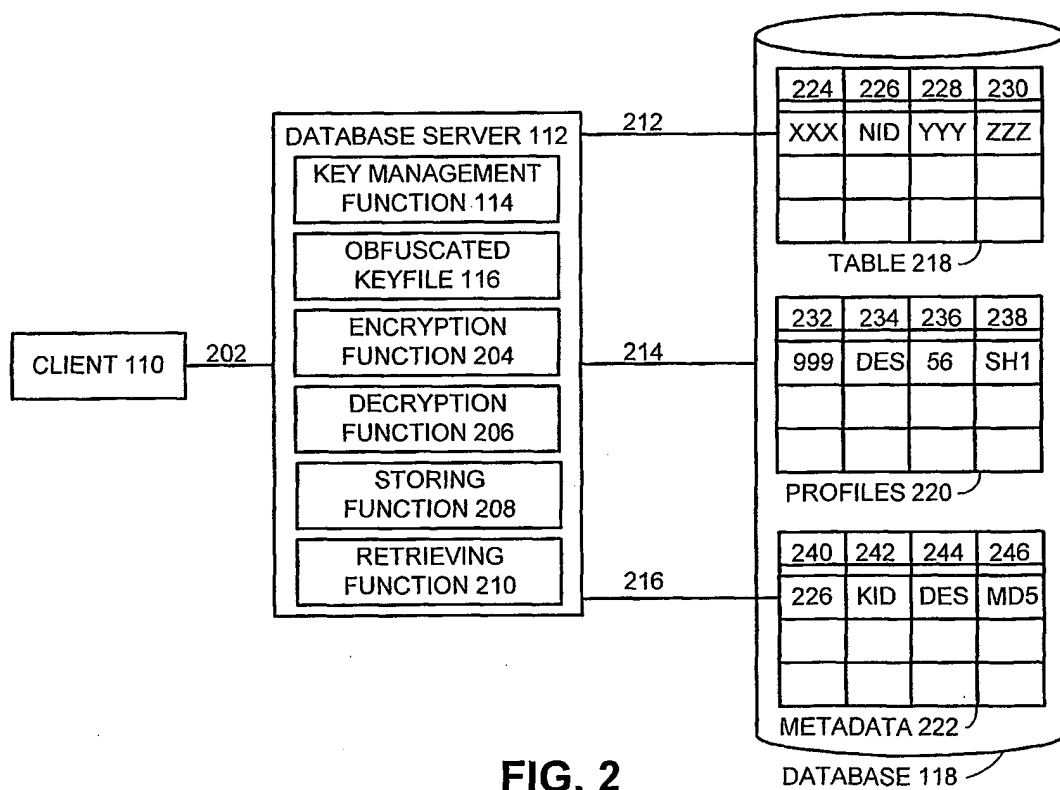 CLIENT 110
202
DATABASE SERVER 112
KEY MANAGEMENT
FUNCTION 114
OBFUSCATED
KEYFILE 116
ENCRYPTION
FUNCTION 204
DECRYPTION
FUNCTION 206
STORING
FUNCTION 208
RETRIEVING
FUNCTION 210
212
214
216
224 226 228 230
XXX NID YYY ZZZ
TABLE 218
232 234 236 238
999 DES 56 SH1
PROFILES 220
240 242 244 246
226 KID DES MD5
METADATA 222
DATABASE 118
FIG. 2